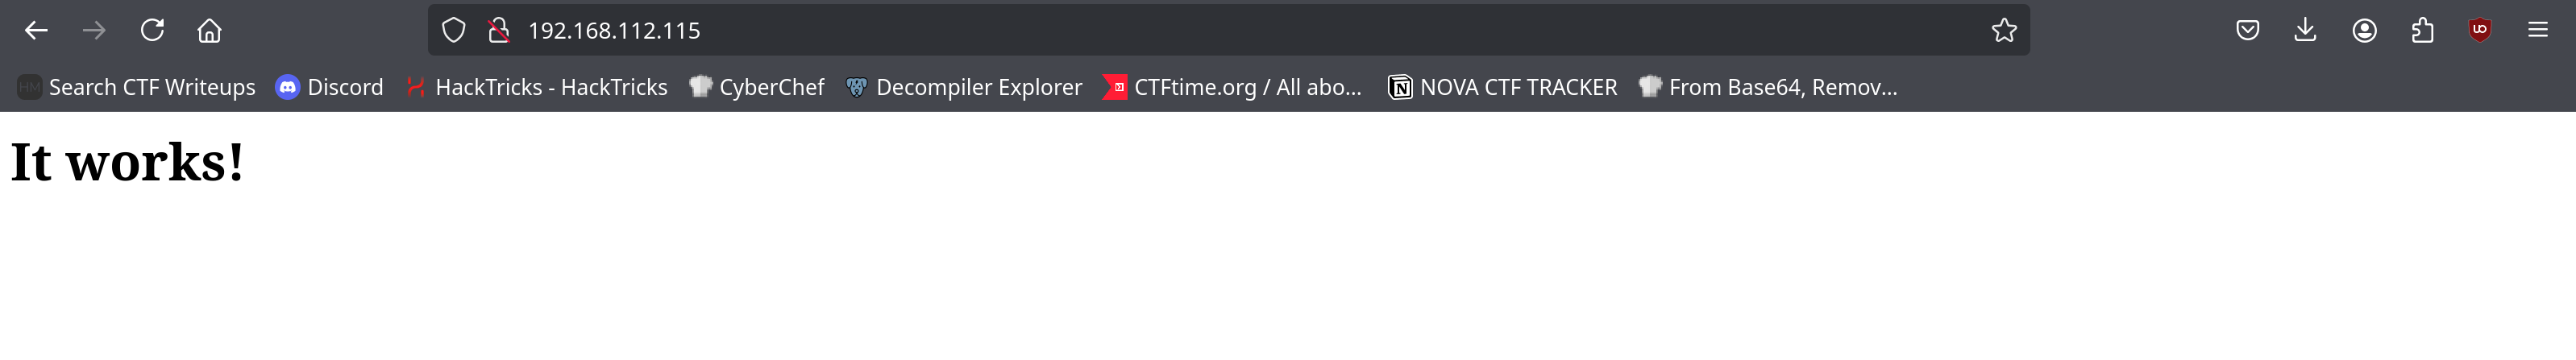 192.168.112.115
HM Search CTF Writeups Discord HackTricks - HackTricks CyberChef Decompiler Explorer CTFtime.org / All abo... NOVA CTF TRACKER From Base64, Remov...
It works!